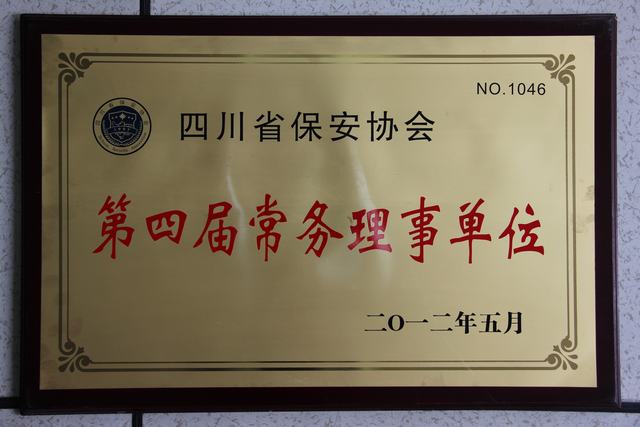 NO.1046
四川省保安协会
第四届常务理事单位
二O一二年五月